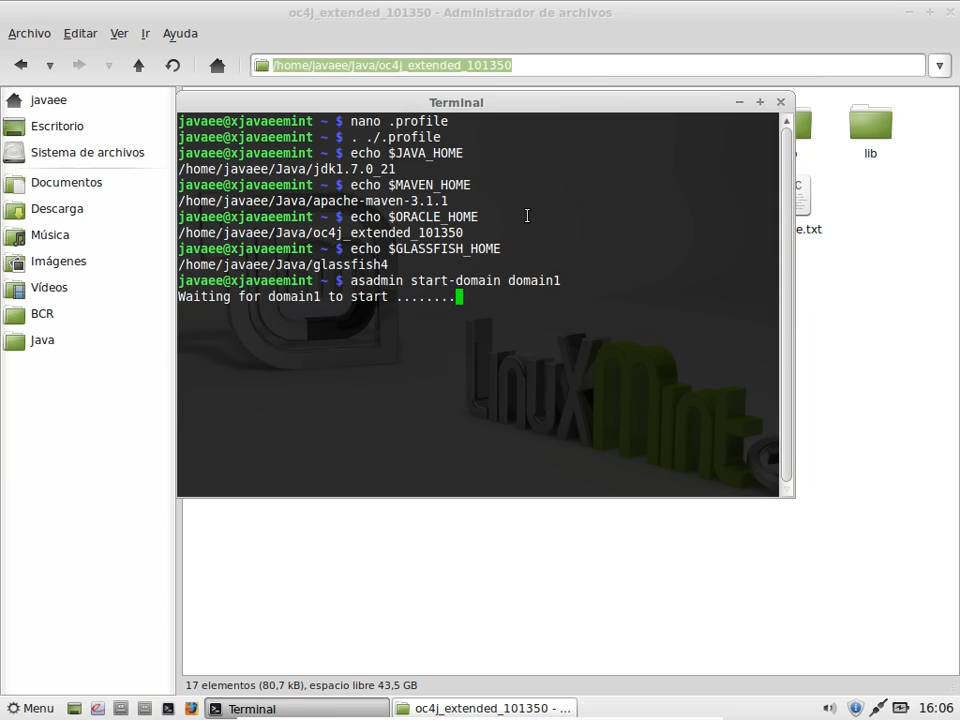 oc4j_extended_101350 - Administrador de archivos
Archivo Editar Ver Ir Ayuda
/home/javaee/Java/oc4j_extended_101350
javaee
Escritorio
Sistema de archivos
Documentos
Descarga
Música
Imágenes
Vídeos
BCR
Java
lib
e.txt
Terminal
javaee@xjavaeemint ~ $ nano .profile
javaee@xjavaeemint ~ $ . ./.profile
javaee@xjavaeemint ~ $ echo $JAVA_HOME
/home/javaee/Java/jdk1.7.0_21
javaee@xjavaeemint ~ $ echo $MAVEN_HOME
/home/javaee/Java/apache-maven-3.1.1
javaee@xjavaeemint ~ $ echo $ORACLE_HOME
/home/javaee/Java/oc4j_extended_101350
javaee@xjavaeemint ~ $ echo $GLASSFISH_HOME
/home/javaee/Java/glassfish4
javaee@xjavaeemint ~ $ asadmin start-domain domain1
Waiting for domain1 to start ........
LinuxMint
17 elementos (80,7 kB), espacio libre 43,5 GB
Menu Terminal oc4j_extended_101350 - ... 16:06